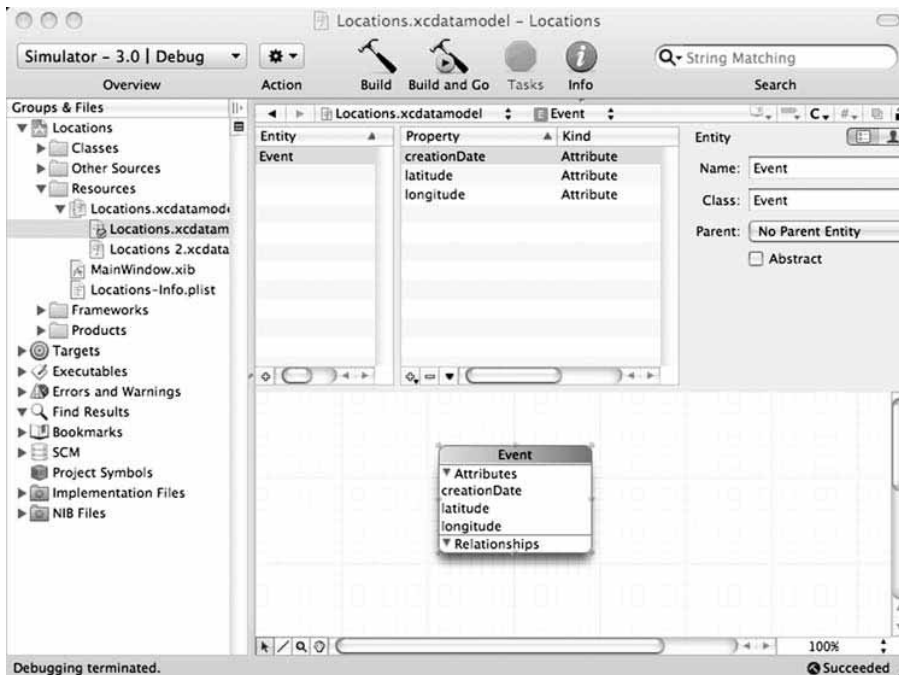 Locations.xcdatamodel – Locations
Simulator – 3.0 | Debug
Overview
Action
Build
Build and Go
Tasks
Info
String Matching
Search
Groups & Files
Locations
Classes
Other Sources
Resources
Locations.xcdatamode
Locations.xcdatam
Locations 2.xcdata
MainWindow.xib
Locations-Info.plist
Frameworks
Products
Targets
Executables
Errors and Warnings
Find Results
Bookmarks
SCM
Project Symbols
Implementation Files
NIB Files
Locations.xcdatamodel
E Event
C #
Entity
Event
Property Kind
creationDate Attribute
latitude Attribute
longitude Attribute
Entity
Name: Event
Class: Event
Parent: No Parent Entity
Abstract
Event
Attributes
creationDate
latitude
longitude
Relationships
100%
Debugging terminated.
Succeeded